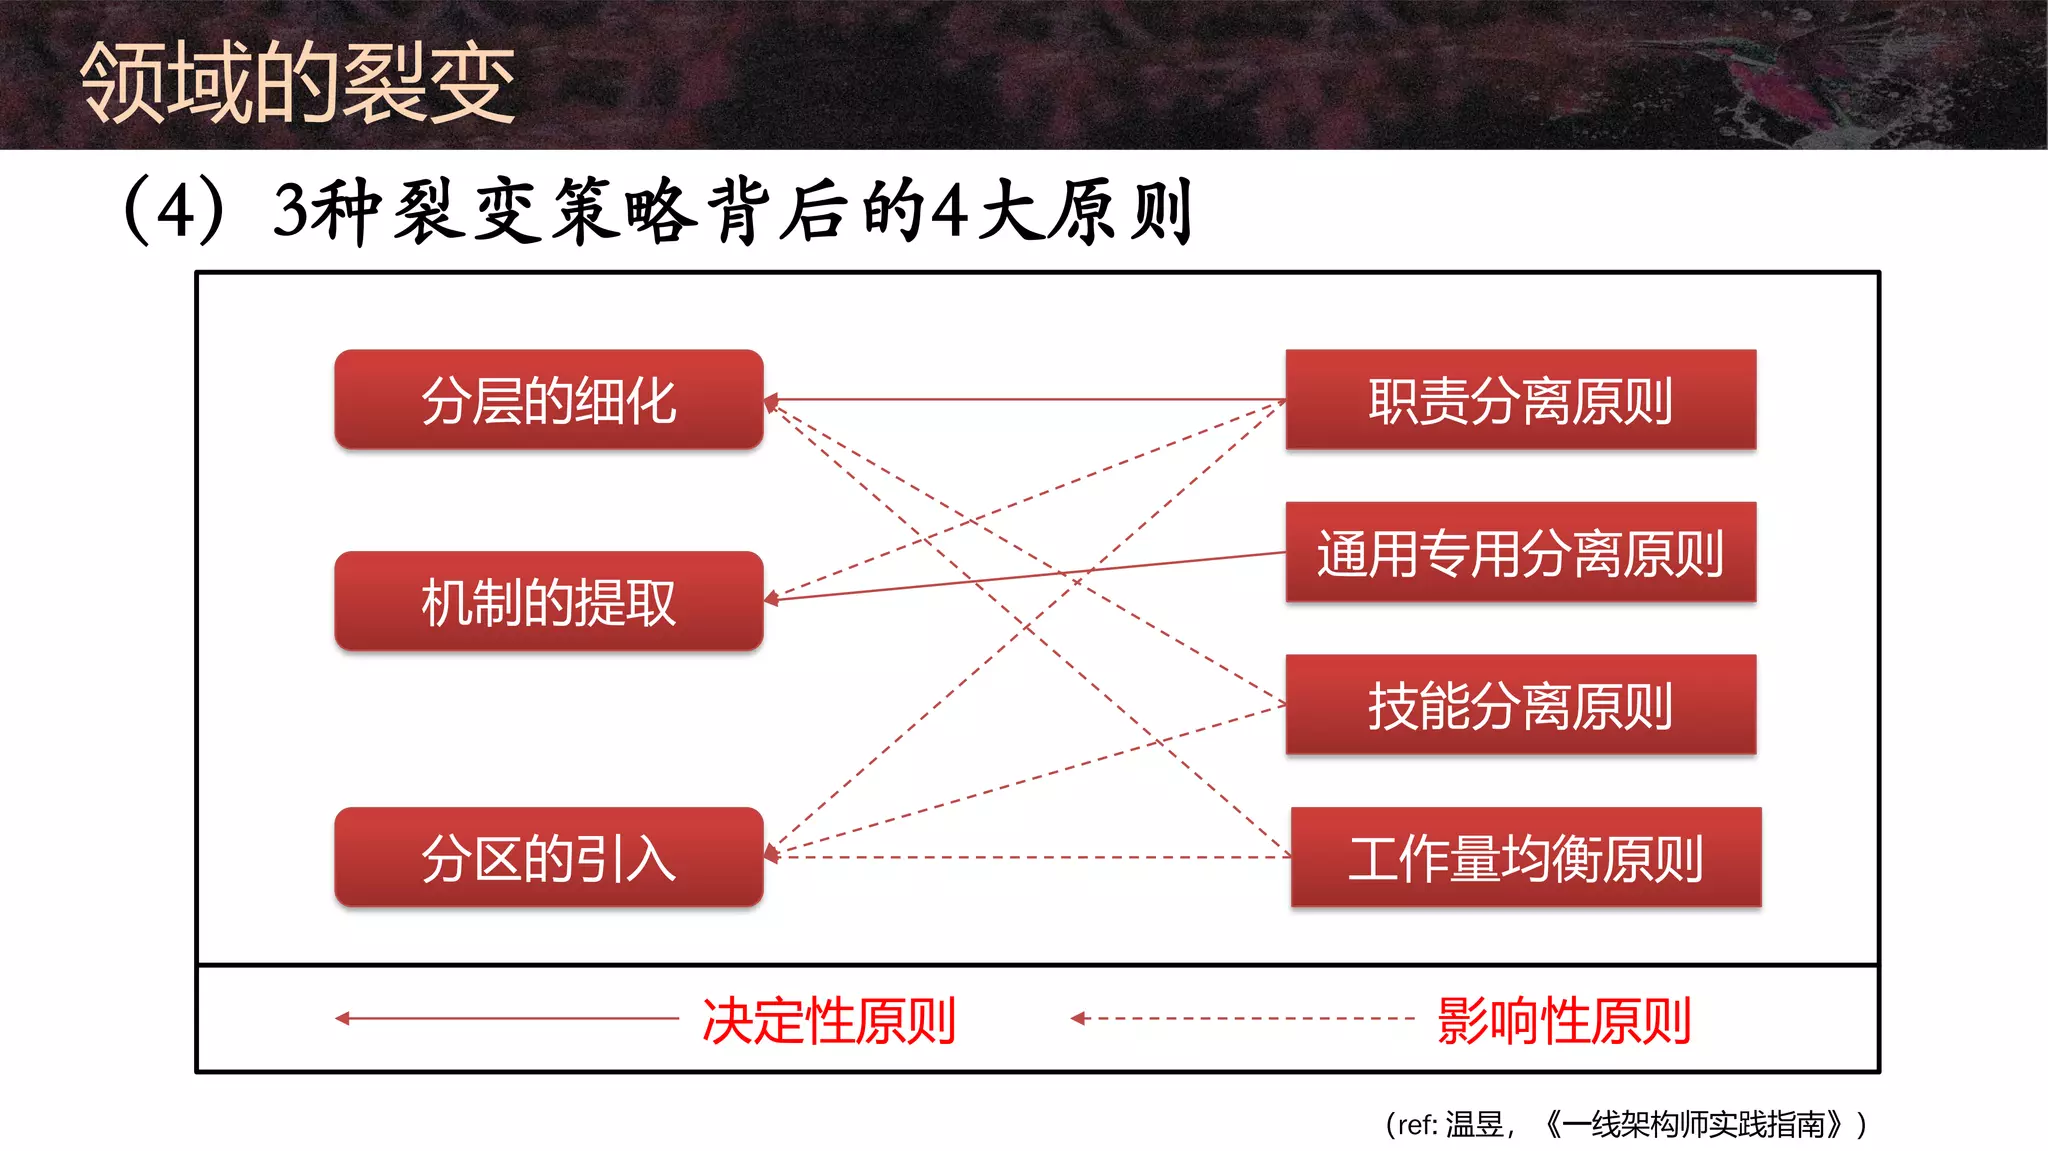 领域的裂变
（4）3种裂变策略背后的4大原则
分层的细化
职责分离原则
通用专用分离原则
机制的提取
技能分离原则
分区的引入
工作量均衡原则
决定性原则
影响性原则
（ref: 温昱，《一线架构师实践指南》）